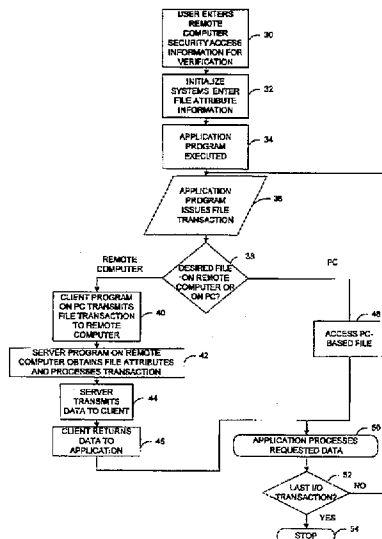 USER ENTERS
REMOTE
COMPUTER
SECURITY ACCESS
INFORMATION FOR
VERIFICATION
30
INITIALIZE
SYSTEMS ENTER
FILE ATTRIBUTE
INFORMATION
32
APPLICATION
PROGRAM
EXECUTED
34
APPLICATION
PROGRAM
ISSUES FILE
TRANSACTION
36
REMOTE
COMPUTER
DESIRED FILE
ON REMOTE
COMPUTER OR
ON PC?
38
PC
CLIENT PROGRAM
ON PC TRANSMITS
FILE TRANSACTION
TO REMOTE
COMPUTER
40
ACCESS PC-
BASED FILE
48
SERVER PROGRAM ON REMOTE
COMPUTER OBTAINS FILE ATTRIBUTES
AND PROCESSES TRANSACTION
42
SERVER
TRANSMITS
DATA TO CLIENT
44
CLIENT RETURNS
DATA TO
APPLICATION
46
APPLICATION PROCESSES
REQUESTED DATA
50
LAST I/O
TRANSACTION?
52
NO
YES
STOP
54